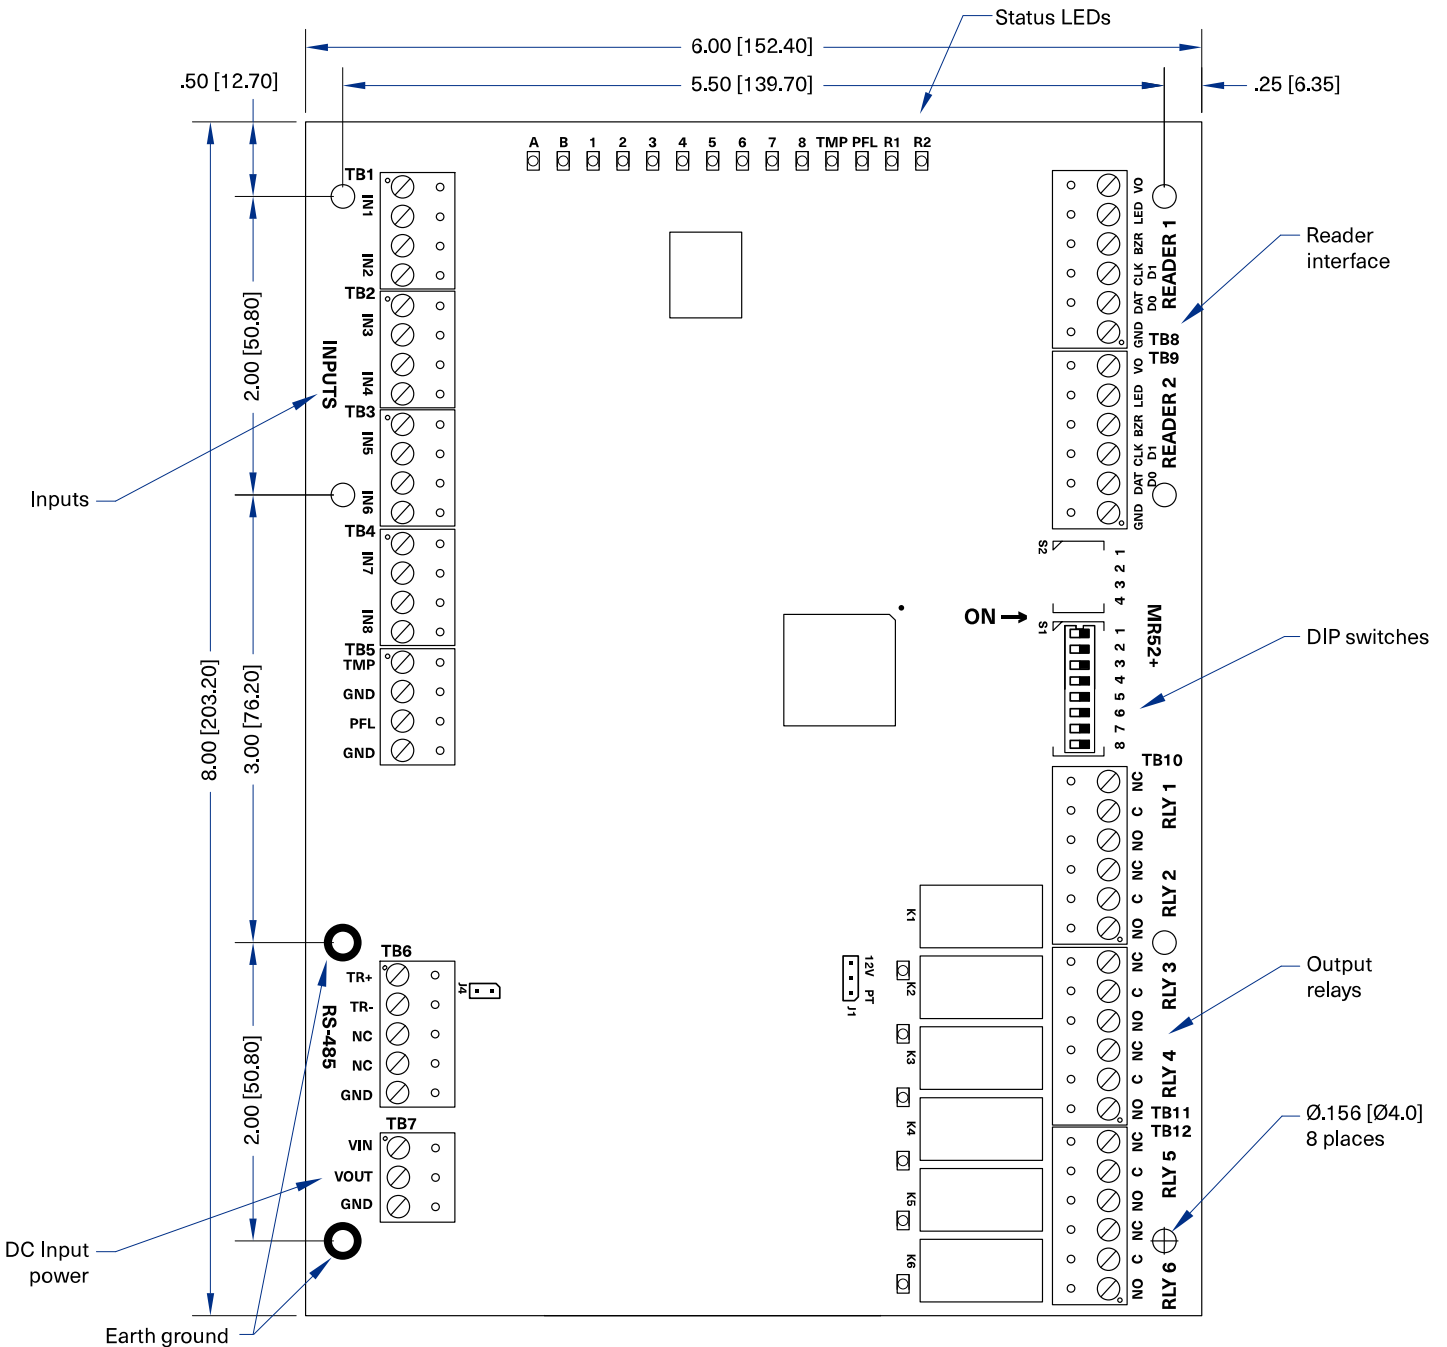 Status LEDs
6.00 [152.40]
.50 [12.70]
5.50 [139.70]
.25 [6.35]
A B 1 2 3 4 5 6 7 8 TMP PFL R1 R2
TB1
IN1
IN2
TB2
IN3
IN4
TB3
IN5
IN6
TB4
IN7
IN8
TB5
TMP
GND
PFL
GND
INPUTS
Inputs
2.00 [50.80]
3.00 [76.20]
8.00 [203.20]
2.00 [50.80]
VO
LED
BZR
CLK D1
DAT D0
GND
READER 1
TB8
Reader
interface
TB9
VO
LED
BZR
CLK D1
DAT D0
GND
READER 2
S2
1
2
3
4
ON
S1
1
2
3
4
5
6
7
8
MR52+
DIP switches
TB10
NC
C
NO
RLY 1
NC
C
NO
RLY 2
NC
C
NO
RLY 3
NC
C
NO
RLY 4
TB11
TB12
NC
C
NO
RLY 5
NC
C
NO
RLY 6
Output
relays
Ø.156 [Ø4.0]
8 places
K1
K2
K3
K4
K5
K6
12V PT
J1
J4
TB6
TR+
TR-
NC
NC
GND
RS-485
TB7
VIN
VOUT
GND
DC Input
power
Earth ground